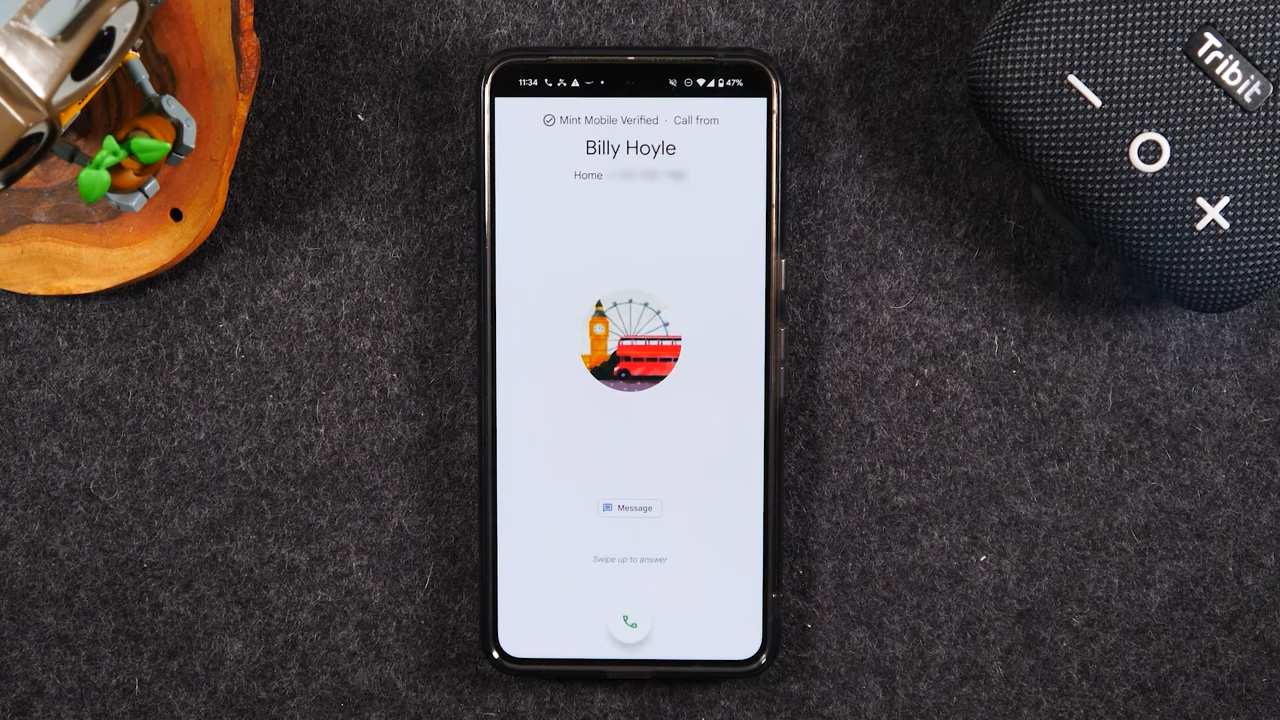 11:34 47%
Mint Mobile Verified · Call from
Billy Hoyle
Home
Message
Swipe up to answer
Tribit